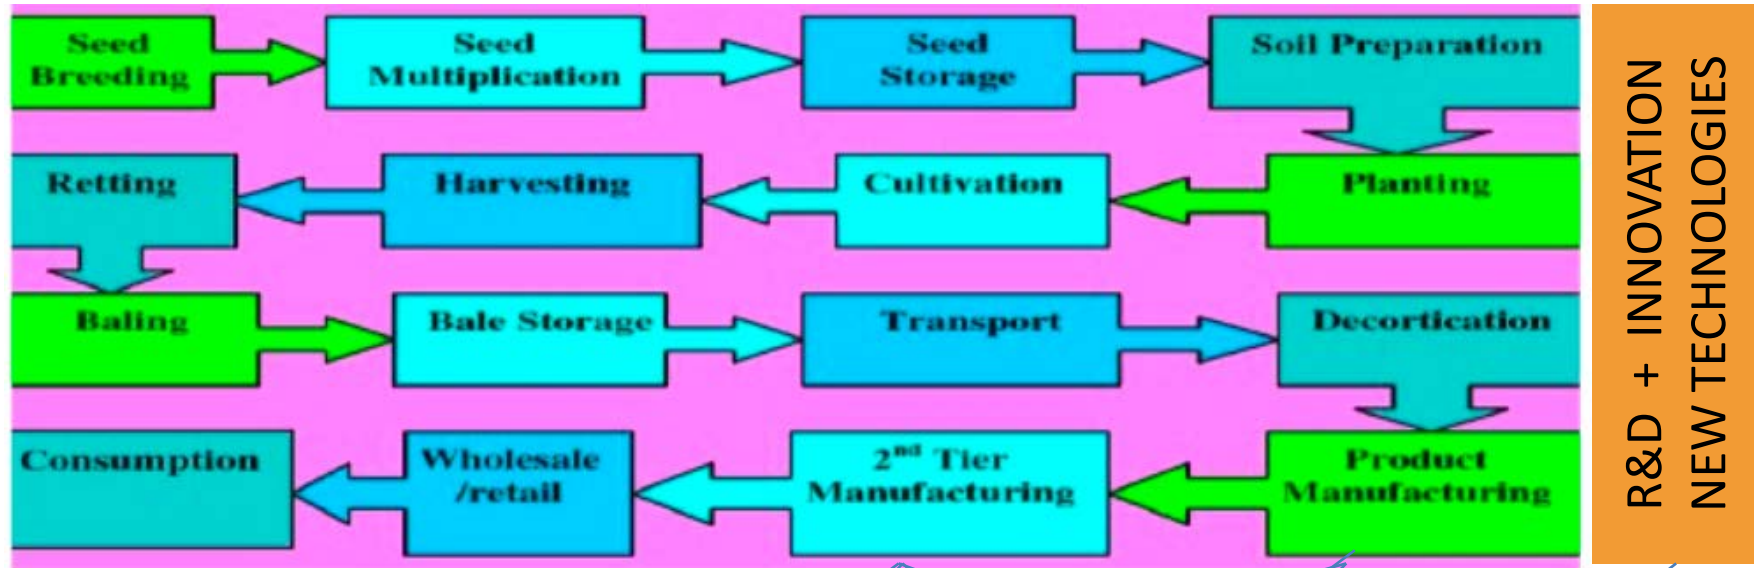 Seed
Breeding
Seed
Multiplication
Seed
Storage
Soil Preparation
Planting
Cultivation
Harvesting
Retting
Baling
Bale Storage
Transport
Decortication
Product
Manufacturing
2nd Tier
Manufacturing
Wholesale
/retail
Consumption
R&D + INNOVATION
NEW TECHNOLOGIES